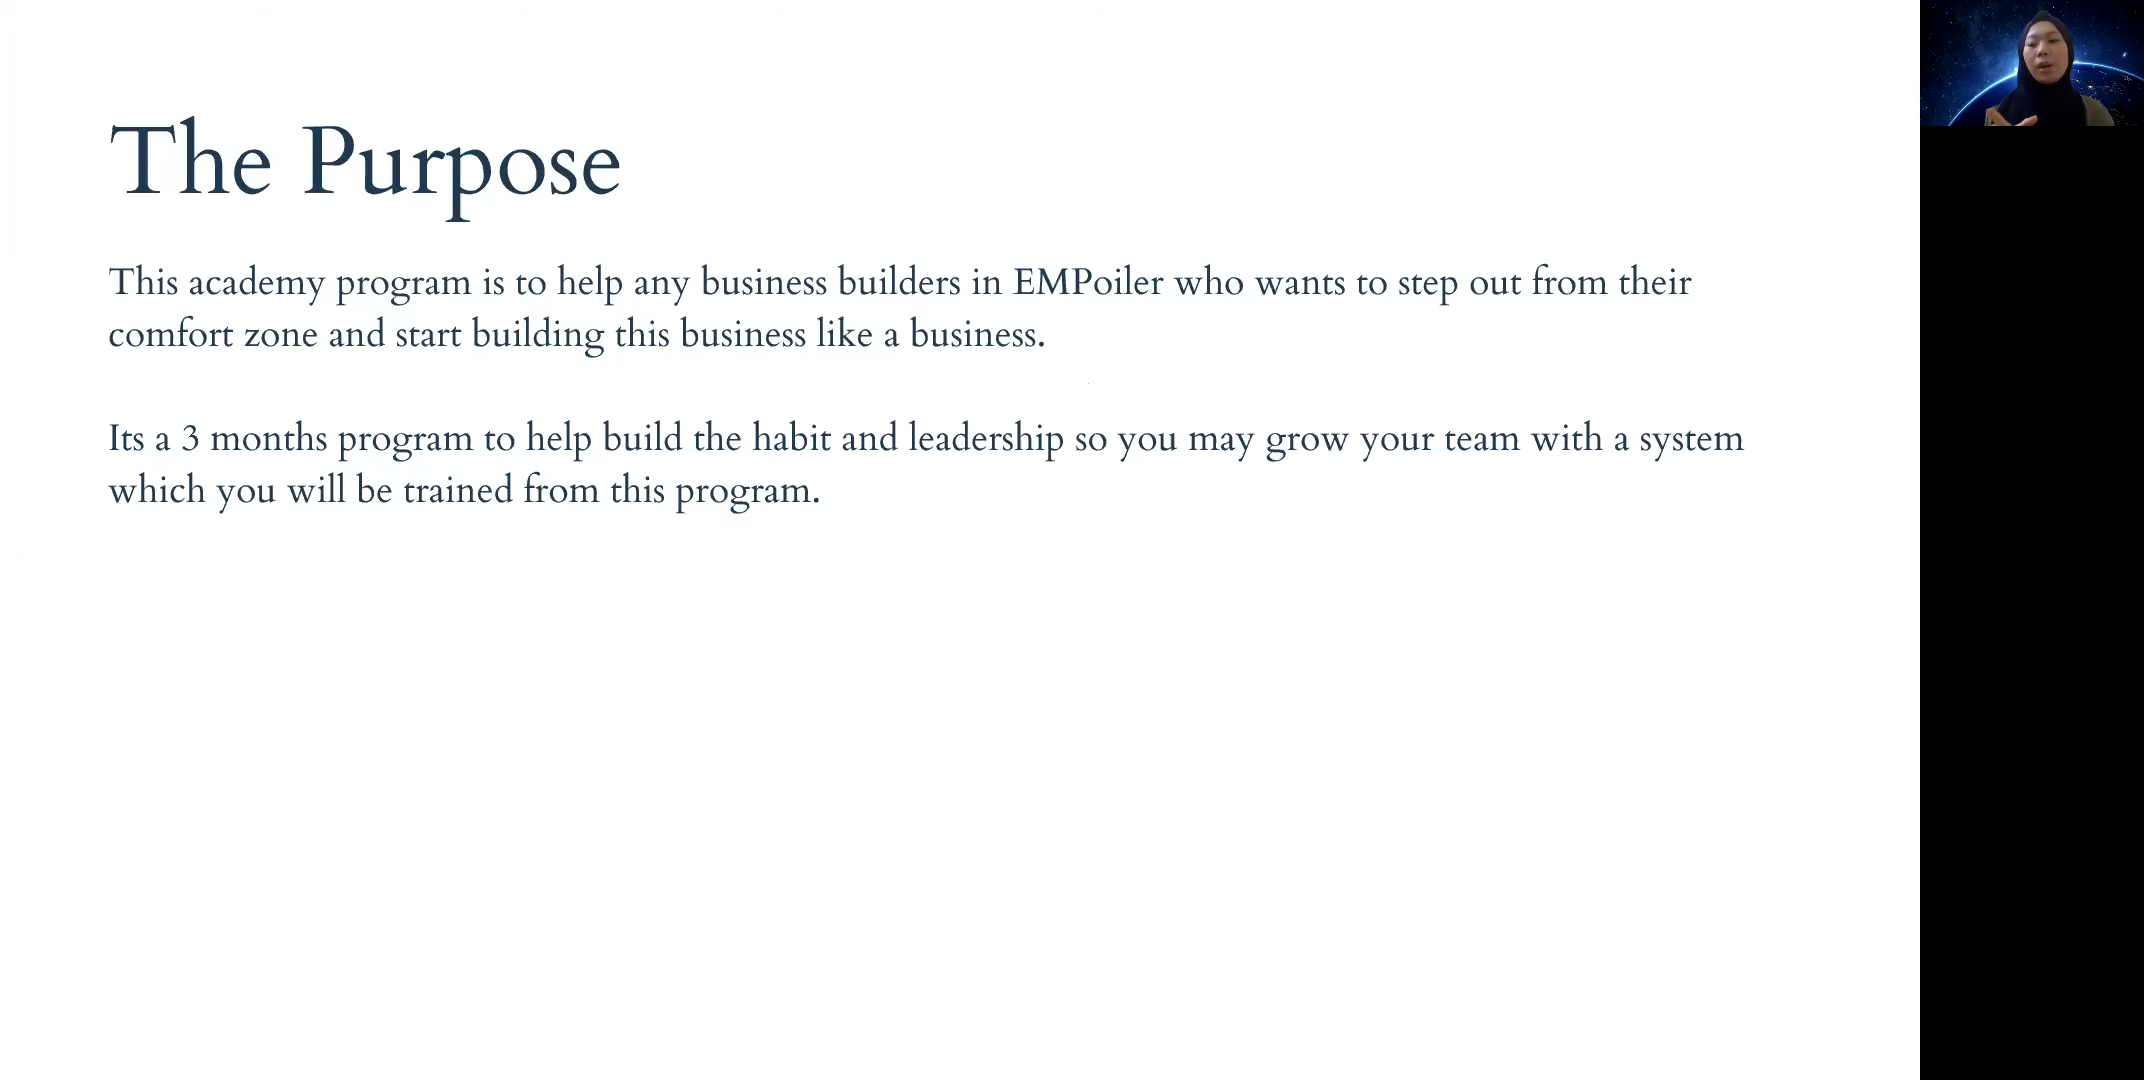 The Purpose
This academy program is to help any business builders in EMPoiler who wants to step out from their
comfort zone and start building this business like a business.
Its a 3 months program to help build the habit and leadership so you may grow your team with a system
which you will be trained from this program.